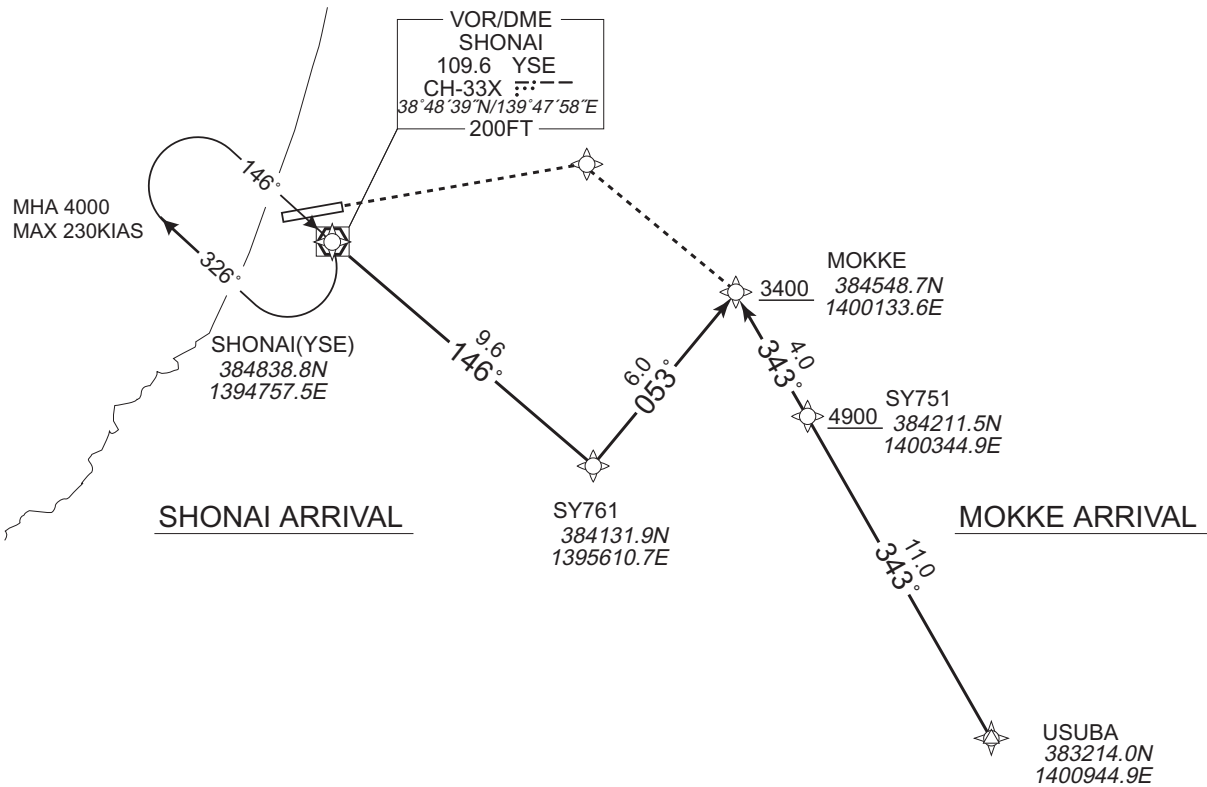 VOR/DME
SHONAI
109.6 YSE
CH-33X
38°48´39˝N/139°47´58˝E
200FT
146°
MHA 4000
MAX 230KIAS
326°
SHONAI(YSE)
384838.8N
1394757.5E
9.6
146°
6.0
053°
3400
MOKKE
384548.7N
1400133.6E
4.0
343°
4900
SY751
384211.5N
1400344.9E
SY761
384131.9N
1395610.7E
SHONAI ARRIVAL
MOKKE ARRIVAL
11.0
343°
USUBA
383214.0N
1400944.9E